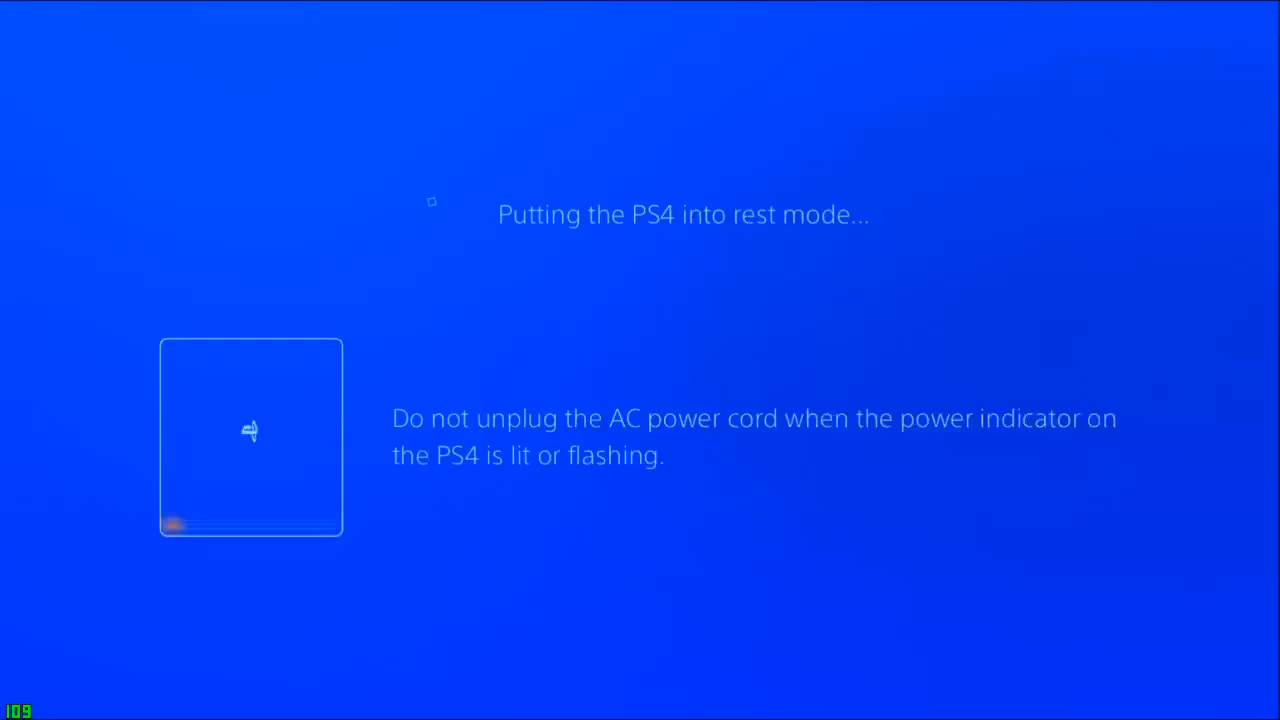 Putting the PS4 into rest mode...
Do not unplug the AC power cord when the power indicator on
the PS4 is lit or flashing.
109